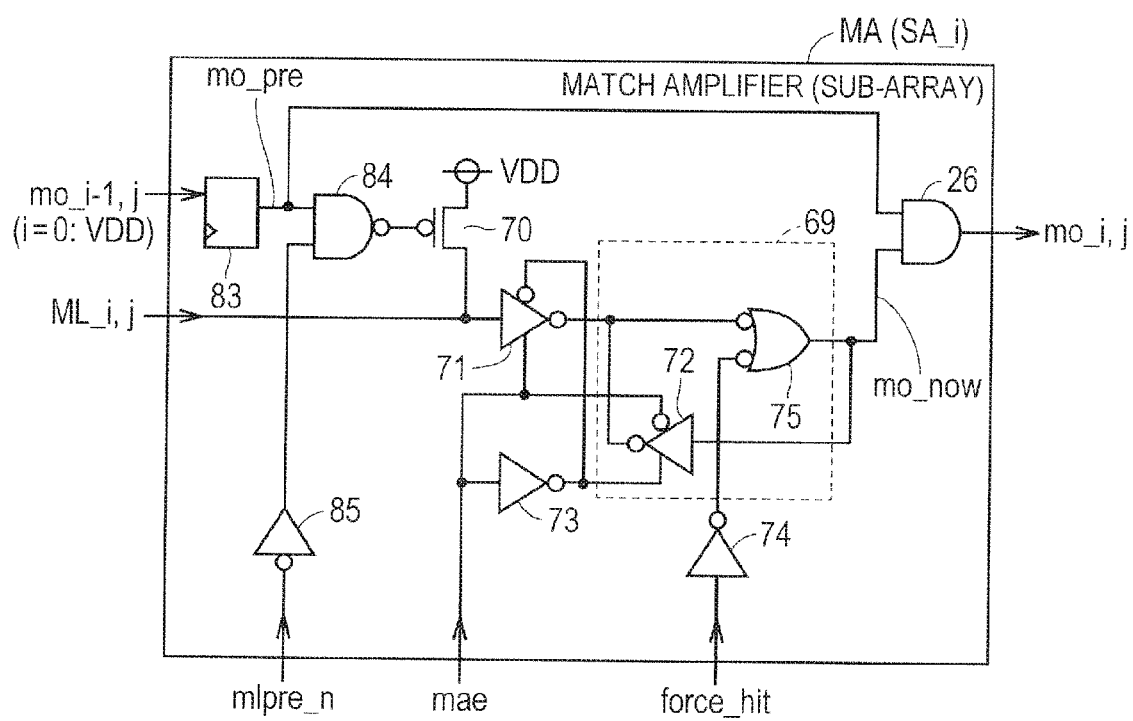 MA (SA_i)
MATCH AMPLIFIER (SUB-ARRAY)
mo_pre
mo_i-1, j
(i=0: VDD)
83
84
VDD
70
69
26
mo_i, j
ML_i, j
71
72
75
mo_now
73
74
85
mlpre_n
mae
force_hit